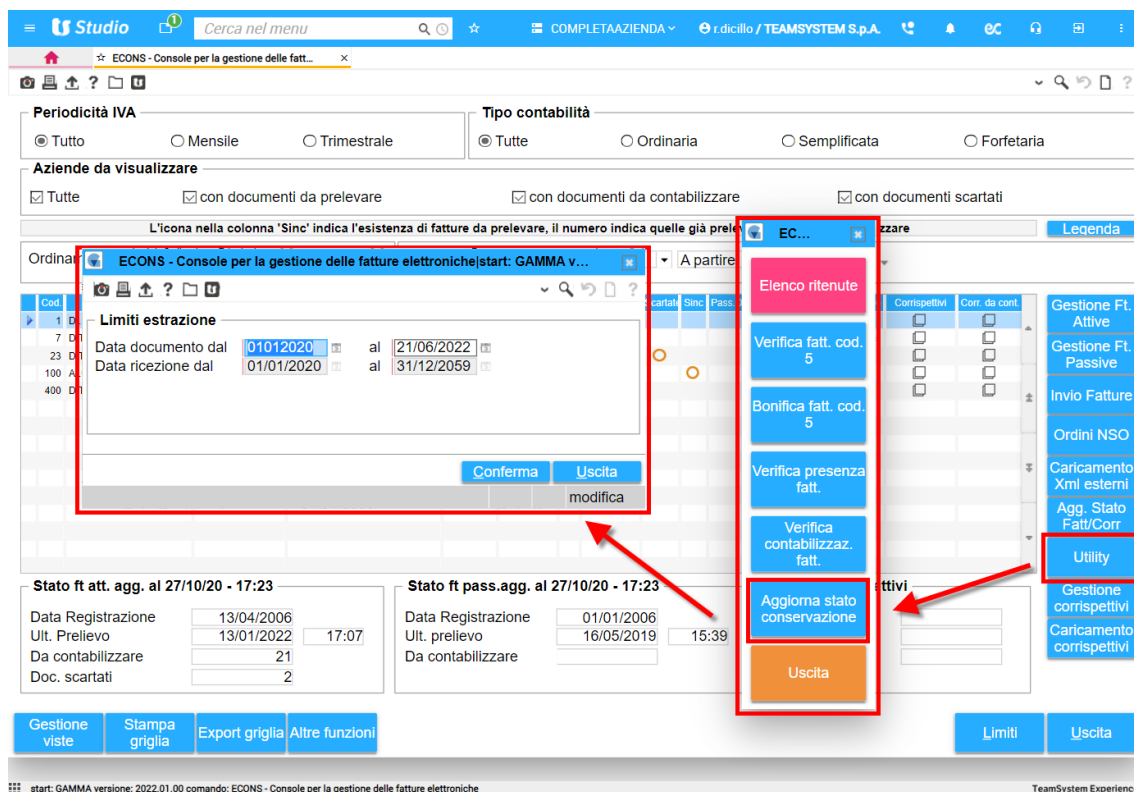 Studio
1
Cerca nel menu
COMPLETAAZIENDA
r.dicillo / TEAMSYSTEM S.p.A.
ec
ECONS - Console per la gestione delle fatt...
Periodicità IVA
Tutto
Mensile
Trimestrale
Tipo contabilità
Tutte
Ordinaria
Semplificata
Forfetaria
Aziende da visualizzare
Tutte
con documenti da prelevare
con documenti da contabilizzare
con documenti scartati
L'icona nella colonna 'Sinc' indica l'esistenza di fatture da prelevare, il numero indica quelle già
Legenda
A partire
Cod.
Sinc
Pass.
Corrispettivi
Corr. da cont.
1
7
23
100
400
ECONS - Console per la gestione delle fatture elettroniche|start: GAMMA v...
Limiti estrazione
Data documento dal 01012020 al 21/06/2022
Data ricezione dal 01/01/2020 al 31/12/2059
Conferma
Uscita
modifica
EC...
Elenco ritenute
Verifica fatt. cod.
5
Bonifica fatt. cod.
5
Verifica presenza
fatt.
Verifica
contabilizzaz.
fatt.
Aggiorna stato
conservazione
Uscita
Gestione Ft.
Attive
Gestione Ft.
Passive
Invio Fatture
Ordini NSO
Caricamento
Xml esterni
Agg. Stato
Fatt/Corr
Utility
Gestione
corrispettivi
Caricamento
corrispettivi
Stato ft att. agg. al 27/10/20 - 17:23
Data Registrazione 13/04/2006
Ult. Prelievo 13/01/2022 17:07
Da contabilizzare 21
Doc. scartati 2
Stato ft pass.agg. al 27/10/20 - 17:23
Data Registrazione 01/01/2006
Ult. prelievo 16/05/2019 15:39
Da contabilizzare
Gestione
viste
Stampa
griglia
Export griglia
Altre funzioni
Limiti
Uscita
start: GAMMA versione: 2022.01.00 comando: ECONS - Console per la gestione delle fatture elettroniche
TeamSystem Experience